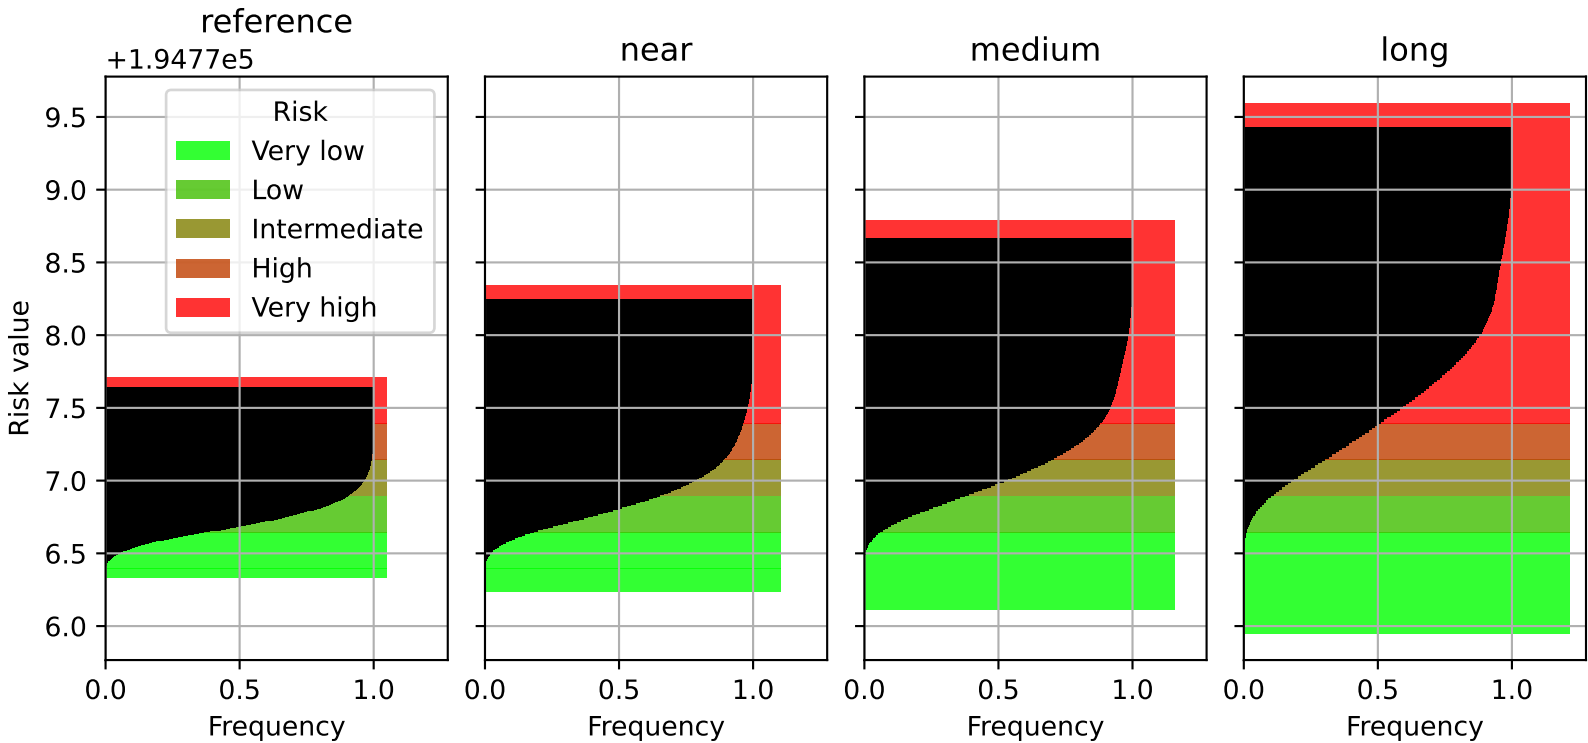 reference
near
medium
long
+1.9477e5
Risk
Very low
Low
Intermediate
High
Very high
Risk value
9.5
9.0
8.5
8.0
7.5
7.0
6.5
6.0
0.0 0.5 1.0
0.0 0.5 1.0
0.0 0.5 1.0
0.0 0.5 1.0
Frequency
Frequency
Frequency
Frequency